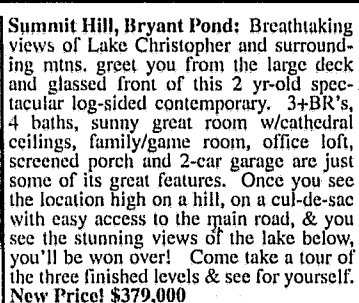 Summit Hill, Bryant Pond: Breathtaking
views of Lake Christopher and surround-
ing mtns. greet you from the large deck
and glassed front of this 2 yr-old spec-
tacular log-sided contemporary. 3+BR's,
4 baths, sunny great room w/cathedral
ceilings, family/game room, office loft,
screened porch and 2-car garage are just
some of its great features. Once you see
the location high on a hill, on a cul-de-sac
with easy access to the main road, & you
see the stunning views of the lake below,
you'll be won over! Come take a tour of
the three finished levels & see for yourself.
New Price! $379,000